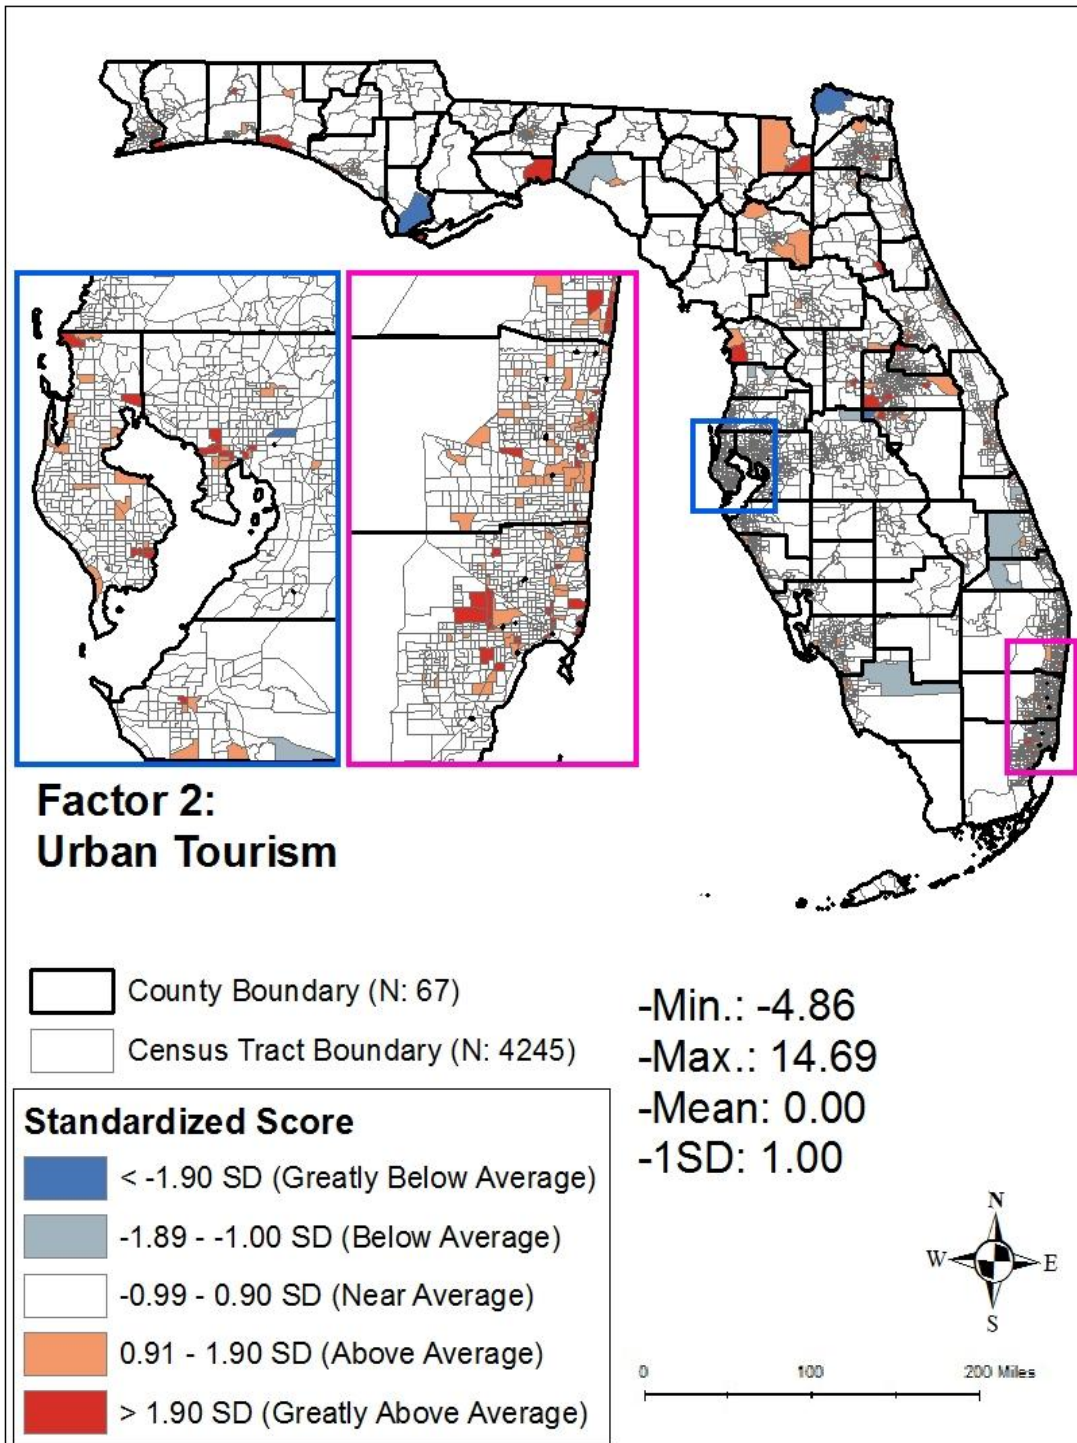 Factor 2:
Urban Tourism
County Boundary (N: 67)
Census Tract Boundary (N: 4245)
-Min.: -4.86
-Max.: 14.69
-Mean: 0.00
-1SD: 1.00
Standardized Score
< -1.90 SD (Greatly Below Average)
-1.89 - -1.00 SD (Below Average)
-0.99 - 0.90 SD (Near Average)
0.91 - 1.90 SD (Above Average)
> 1.90 SD (Greatly Above Average)
N
W E
S
0 100 200 Miles